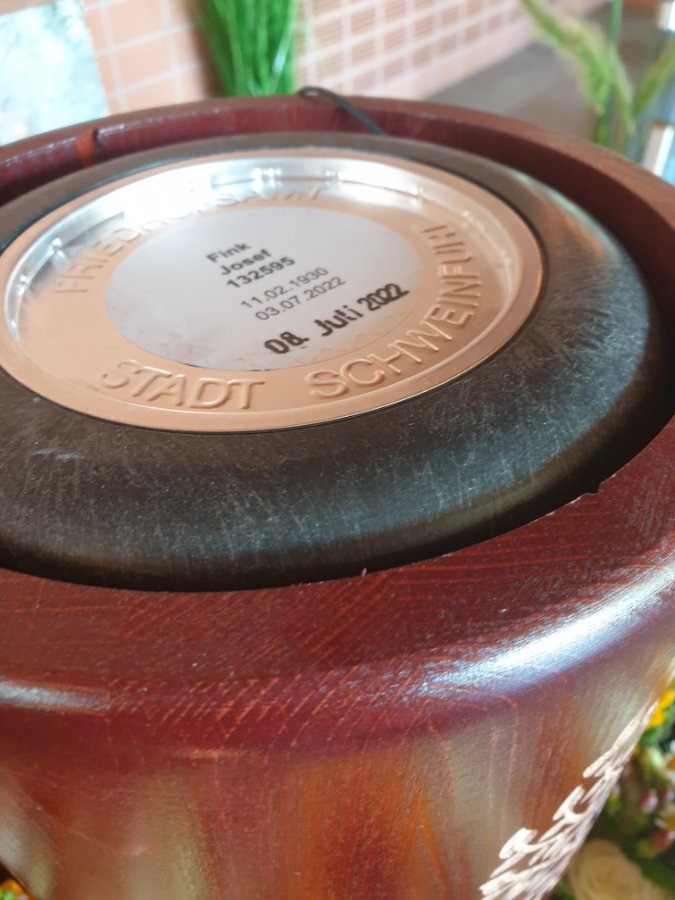 FRIEDHOFSAMT
Fink
Josef
132595
11.02.1930
03.07.2022
08. Juli 2022
STADT SCHWEINFURT